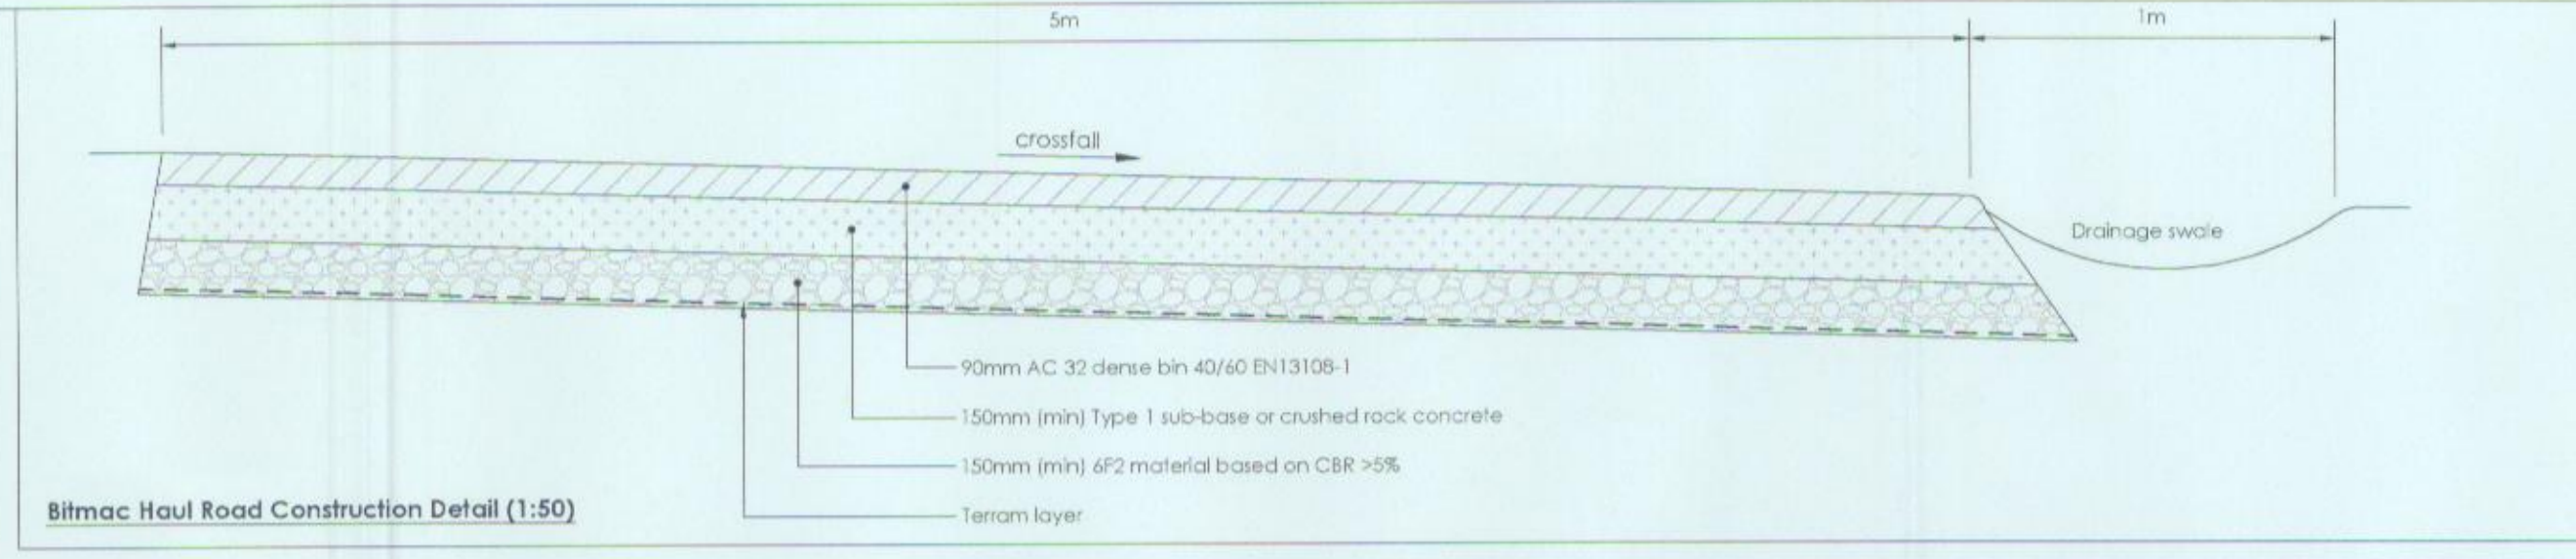 5m
1m
crossfall
Drainage swale
90mm AC 32 dense bin 40/60 EN13108-1
150mm (min) Type 1 sub-base or crushed rock concrete
150mm (min) 6F2 material based on CBR >5%
Terram layer
Bitmac Haul Road Construction Detail (1:50)